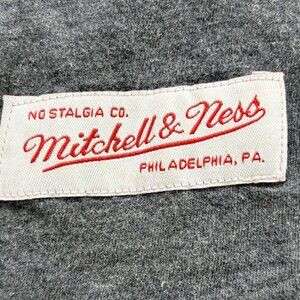 NOSTALGIA CO.
Mitchell & Ness
PHILADELPHIA, PA.